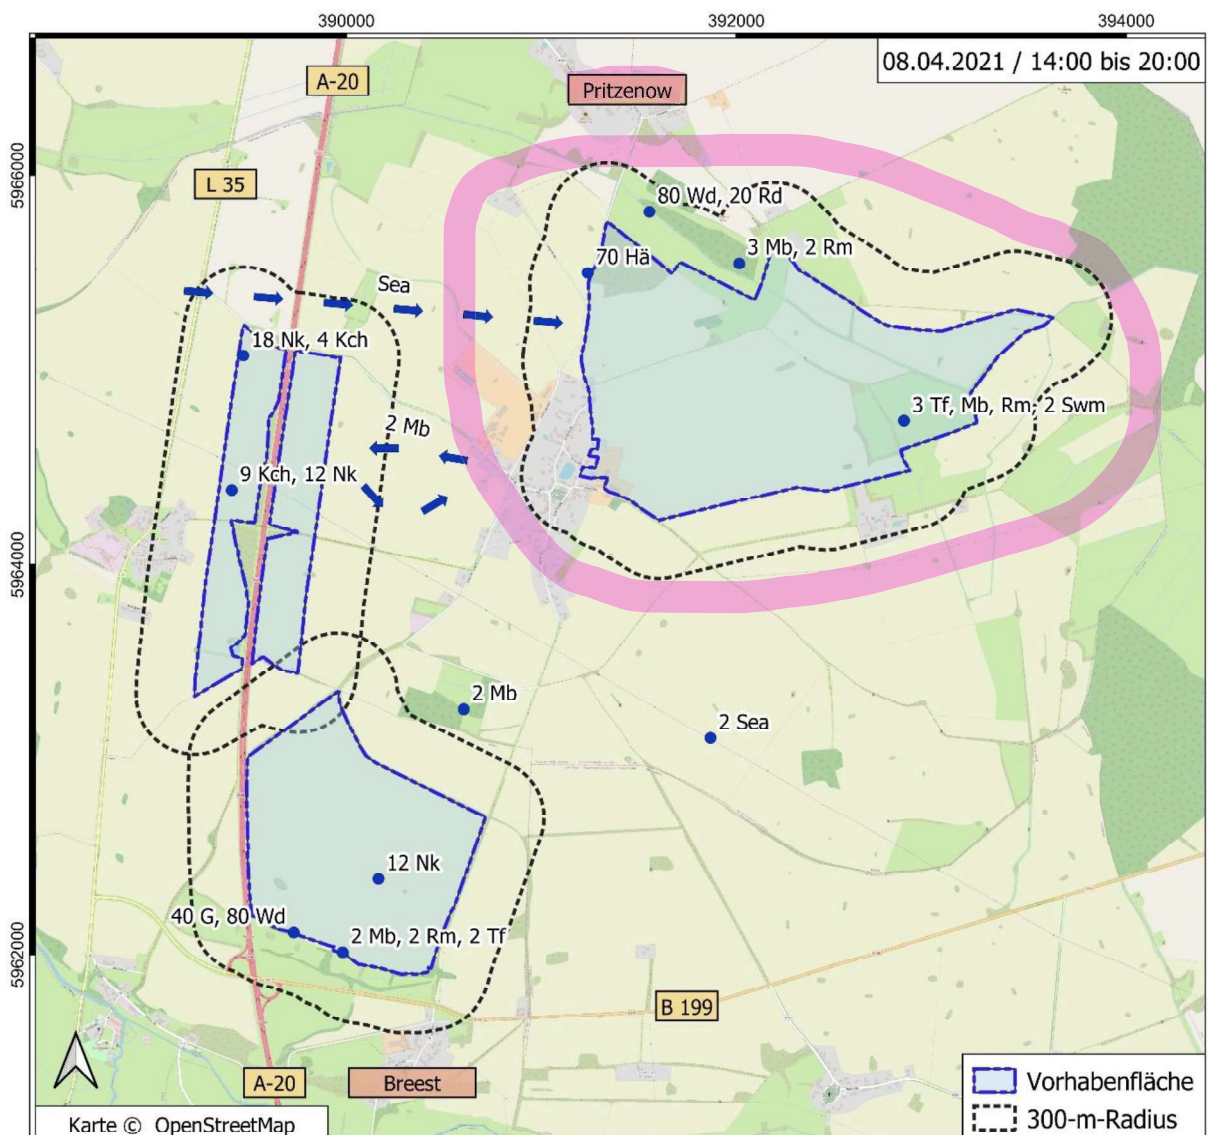 390000
392000
394000
08.04.2021 / 14:00 bis 20:00
A-20
Pritzenow
5966000
L 35
80 Wd, 20 Rd
3 Mb, 2 Rm
70 Hä
Sea
18 Nk, 4 Kch
3 Tf, Mb, Rm; 2 Swm
2 Mb
9 Kch, 12 Nk
5964000
2 Mb
2 Sea
12 Nk
40 G, 80 Wd
2 Mb, 2 Rm, 2 Tf
5962000
B 199
A-20
Breest
Vorhabenfläche
300-m-Radius
Karte © OpenStreetMap